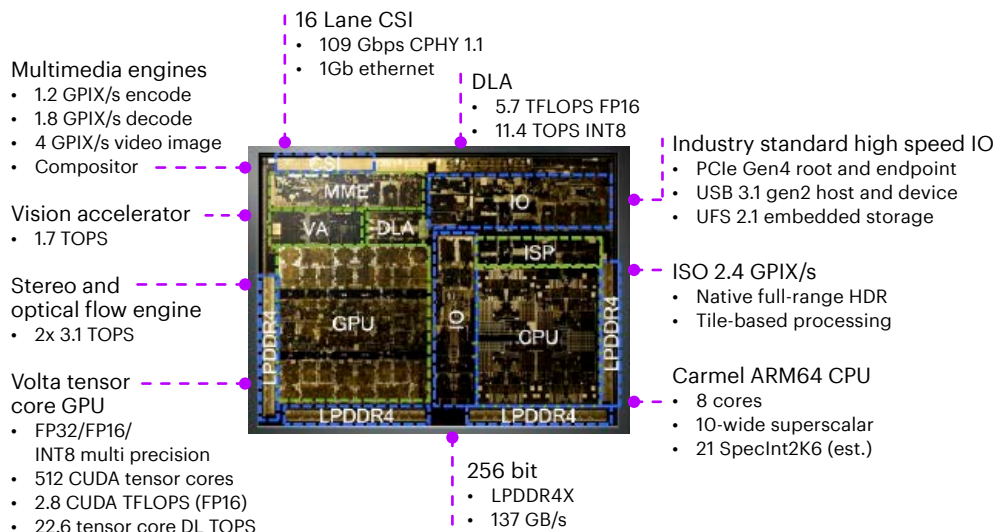 16 Lane CSI
• 109 Gbps CPHY 1.1
• 1Gb ethernet
Multimedia engines
• 1.2 GPIX/s encode
• 1.8 GPIX/s decode
• 4 GPIX/s video image
• Compositor
DLA
• 5.7 TFLOPS FP16
• 11.4 TOPS INT8
Industry standard high speed IO
• PCIe Gen4 root and endpoint
• USB 3.1 gen2 host and device
• UFS 2.1 embedded storage
Vision accelerator
• 1.7 TOPS
Stereo and
optical flow engine
• 2x 3.1 TOPS
ISO 2.4 GPIX/s
• Native full-range HDR
• Tile-based processing
Volta tensor
core GPU
• FP32/FP16/
INT8 multi precision
• 512 CUDA tensor cores
• 2.8 CUDA TFLOPS (FP16)
• 22.6 tensor core DL TOPS
Carmel ARM64 CPU
• 8 cores
• 10-wide superscalar
• 21 SpecInt2K6 (est.)
256 bit
• LPDDR4X
• 137 GB/s
CSI
MME
IO
VA
DLA
ISP
GPU
IO
CPU
LPDDR4
LPDDR4
LPDDR4
LPDDR4